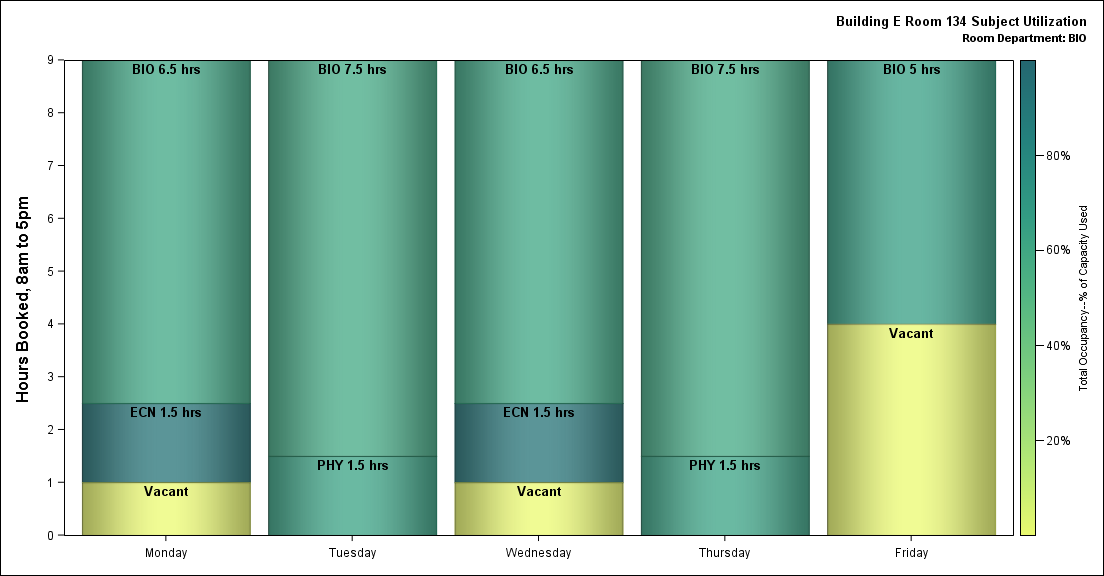 Building E Room 134 Subject Utilization
Room Department: BIO
Hours Booked, 8am to 5pm
9
8
7
6
5
4
3
2
1
0
BIO 6.5 hrs
ECN 1.5 hrs
Vacant
BIO 7.5 hrs
PHY 1.5 hrs
BIO 6.5 hrs
ECN 1.5 hrs
Vacant
BIO 7.5 hrs
PHY 1.5 hrs
BIO 5 hrs
Vacant
Monday
Tuesday
Wednesday
Thursday
Friday
80%
60%
40%
20%
Total Occupancy--% of Capacity Used